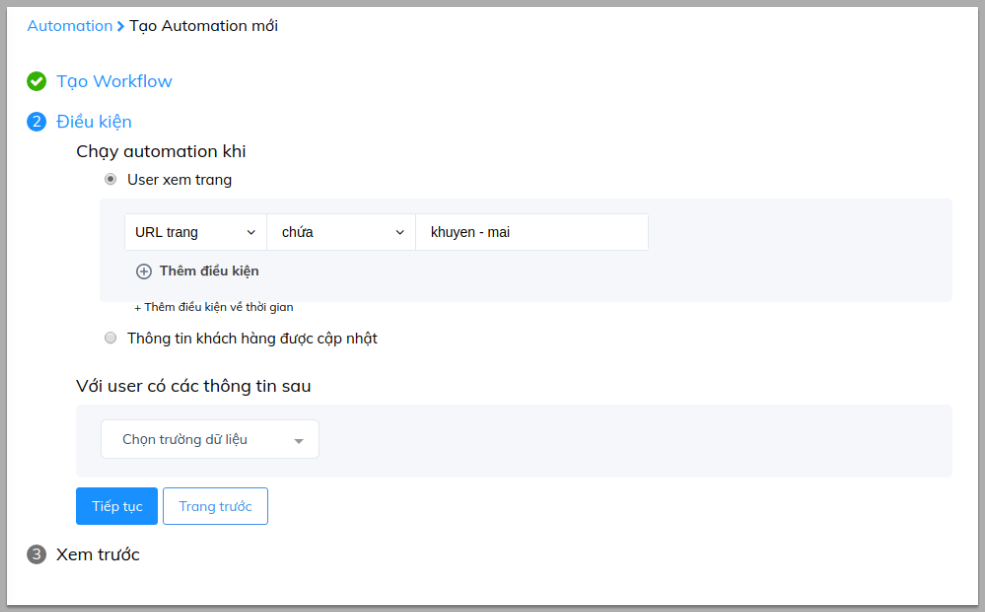 Automation > Tạo Automation mới
Tạo Workflow
2 Điều kiện
Chạy automation khi
User xem trang
URL trang chứa khuyen - mai
Thêm điều kiện
+ Thêm điều kiện về thời gian
Thông tin khách hàng được cập nhật
Với user có các thông tin sau
Chọn trường dữ liệu
Tiếp tục Trang trước
3 Xem trước